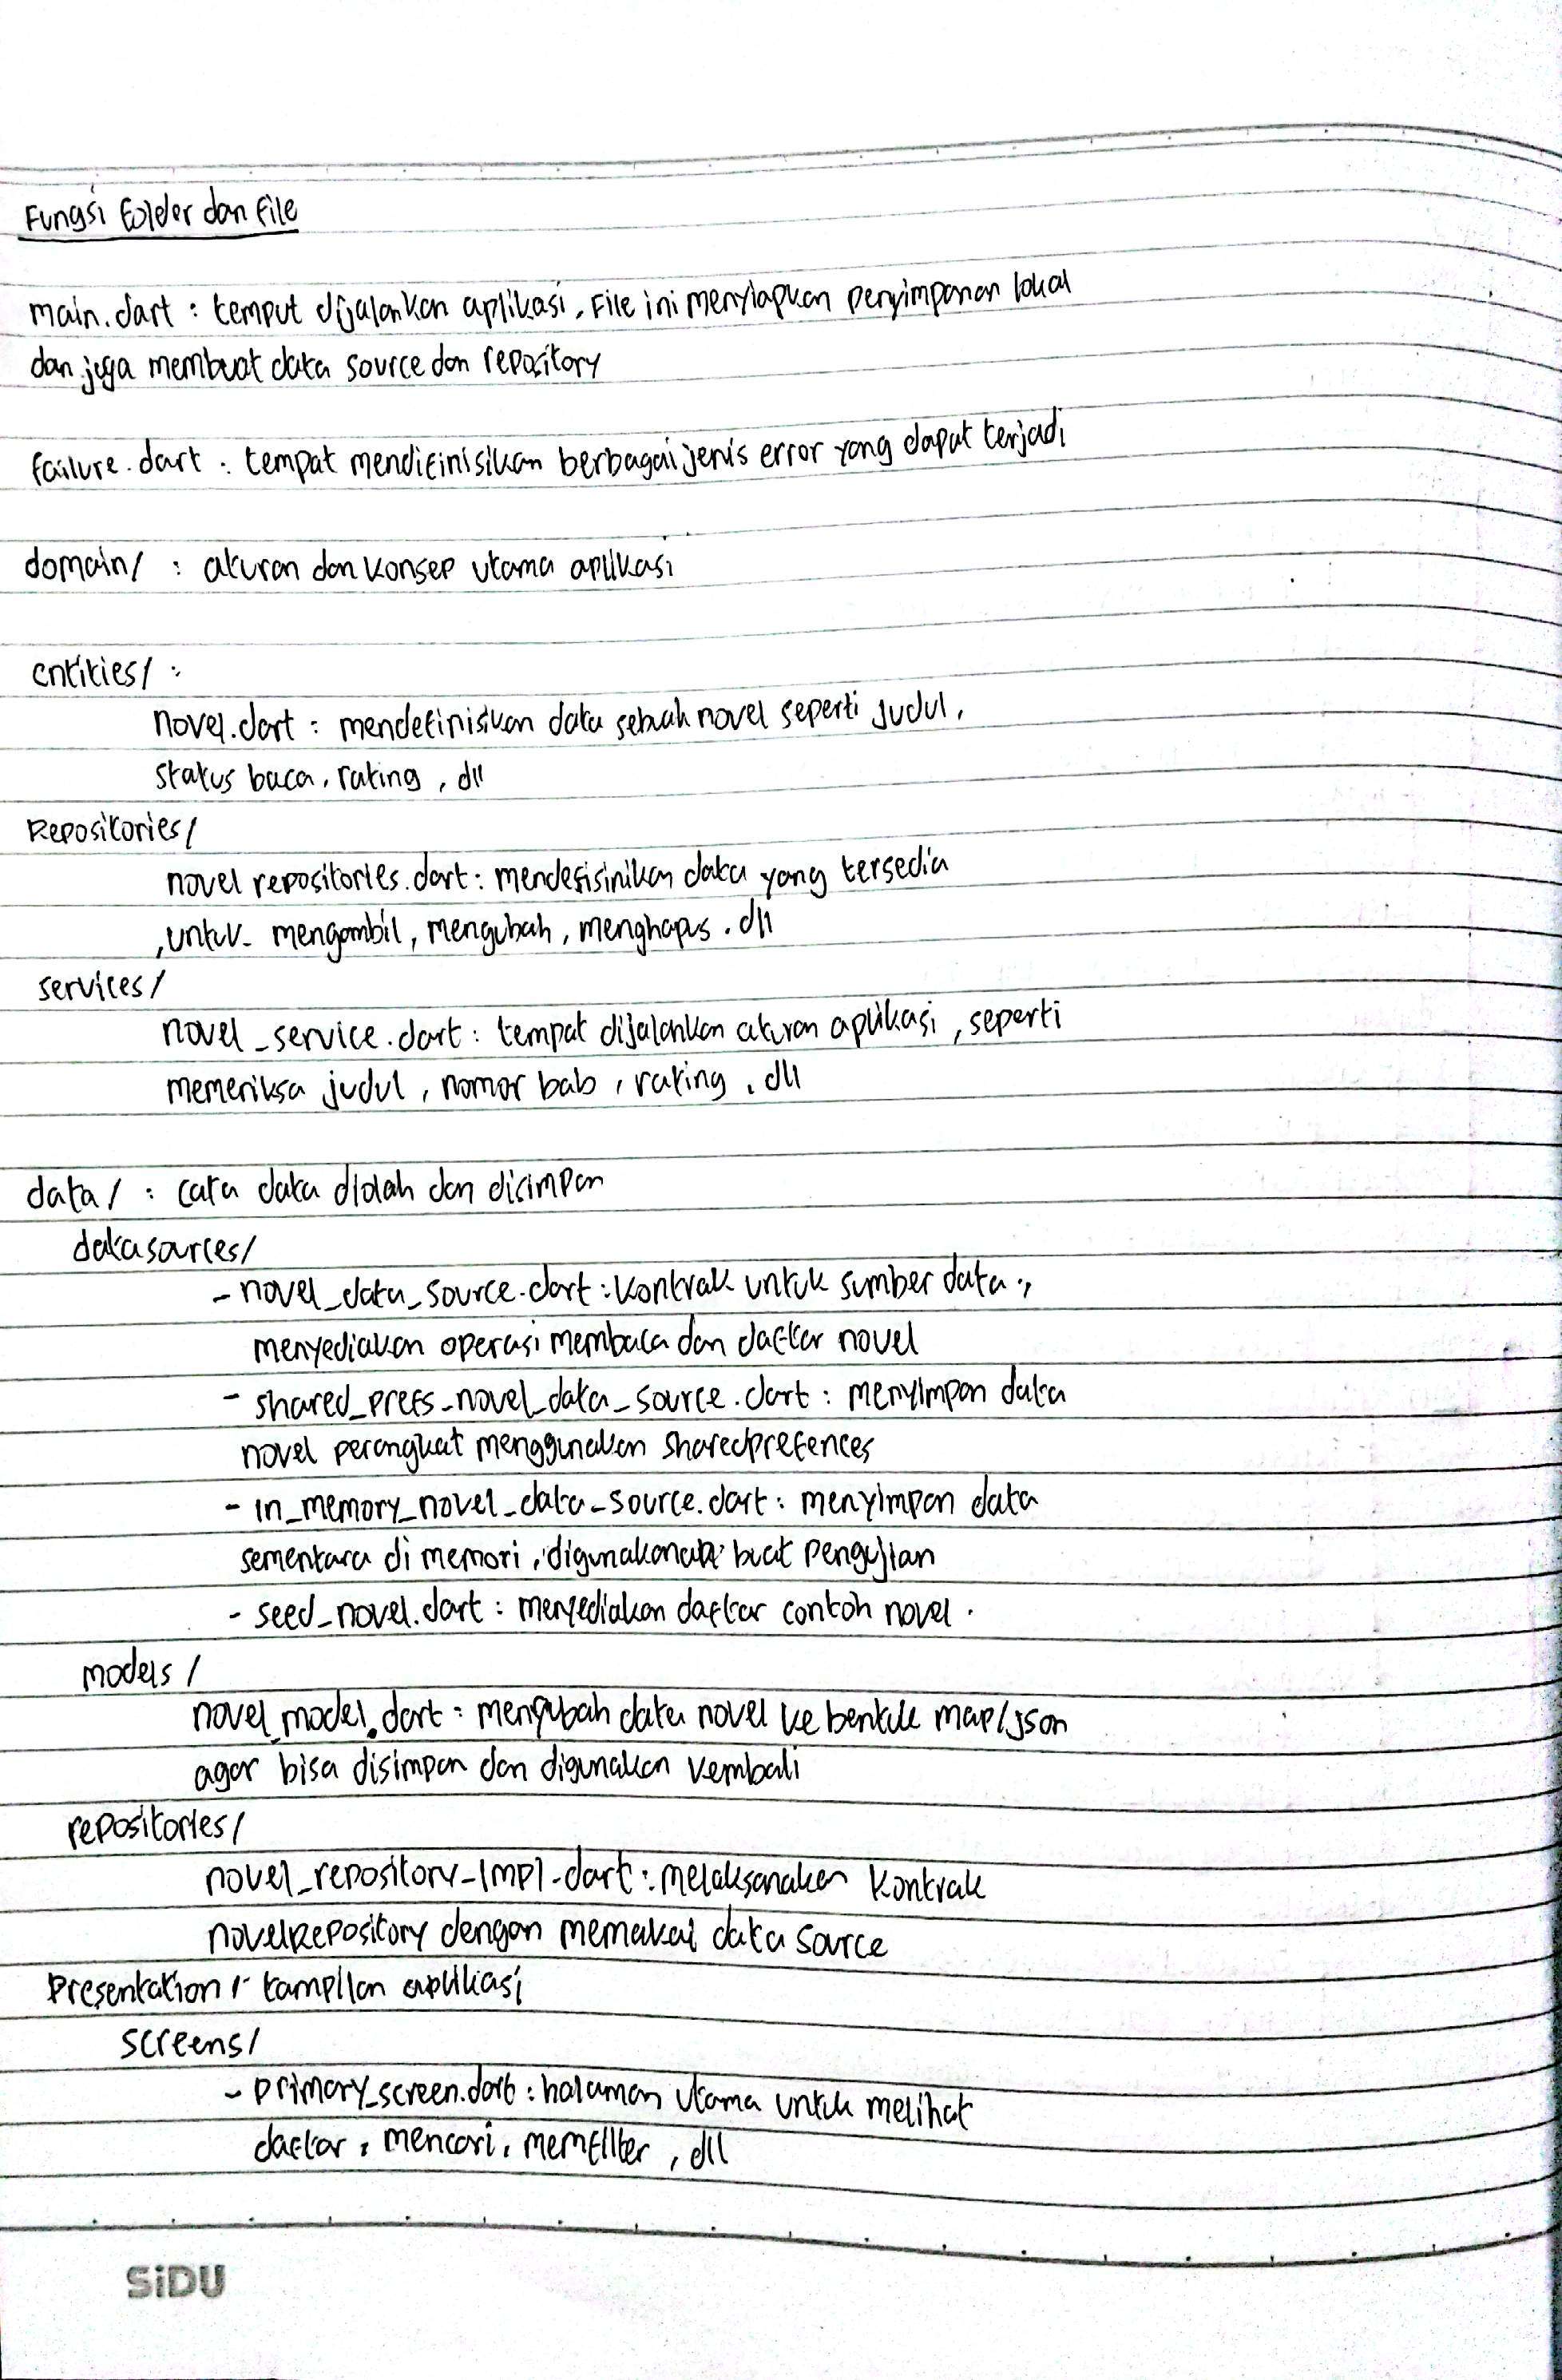 Fungsi folder dan File
main.dart : temput dijalankan aplikasi. File ini menyiapkan penyimpanan lokal
dan juga membuat data source dan repository
failure.dart : tempat mendifinisikan berbagai jenis error yang dapat terjadi
domain/ : aturan dan konsep utama aplikasi
entities/ :
novel.dart : mendefinisikan data sebuah novel seperti judul,
status baca, rating, dll
Repositories/
novel repositories.dart : mendefisinikan data yang tersedia
, untuk mengambil, mengubah, menghapus. dll
services/
novel_service.dart : tempat dijalankan aturan aplikasi, seperti
memeriksa judul, nomor bab, rating, dll
data/ : cara data diolah dan disimpan
datasources/
- novel_data_source.dart : kontrak untuk sumber data.,
menyediakan operasi membaca dan daftar novel
- shared_prefs_novel_data_source.dart : menyimpan data
novel perangkat menggunakan sharedprefences
- in_memory_novel_data_source.dart : menyimpan data
sementara di memori, digunakan buat pengujian
- seed_novel.dart : menyediakan daftar contoh novel.
models /
novel_model.dart : mengubah data novel ke bentuk map/json
agar bisa disimpan dan digunakan kembali
repositories/
novel_repository_impl.dart : melaksanakan kontrak
novelRepository dengan memakai data source
Presentation/ tampilan aplikasi
screens/
- primary_screen.dart : halaman utama untuk melihat
daftar, mencari, memfilter, dll
SiDU